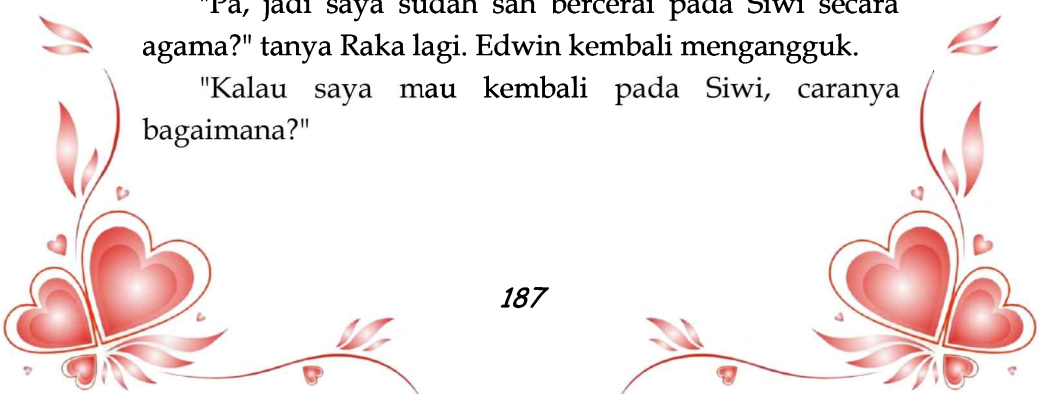 "Pa, jadi saya sudah sah bercerai pada Siwi secara
agama?" tanya Raka lagi. Edwin kembali mengangguk.
"Kalau saya mau kembali pada Siwi, caranya
bagaimana?"
187